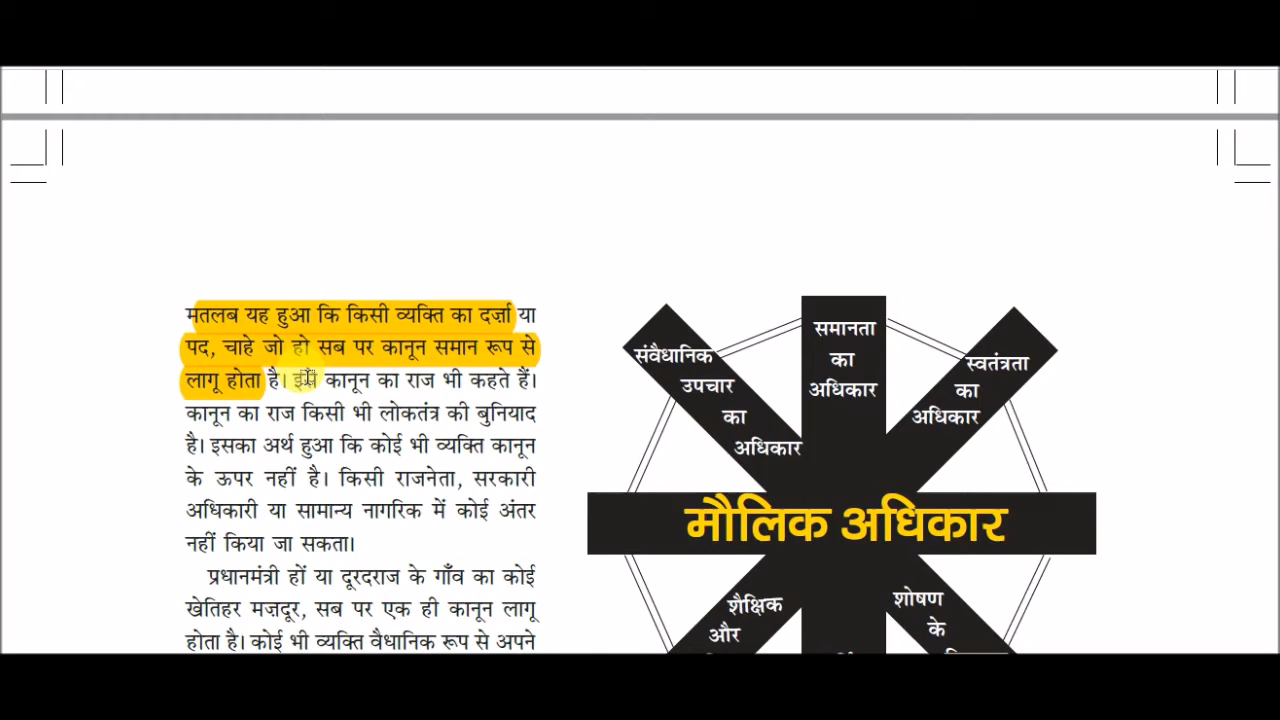 मतलब यह हुआ कि किसी व्यक्ति का दर्जा या
पद, चाहे जो हो सब पर कानून समान रूप से
लागू होता है। इसे कानून का राज भी कहते हैं।
कानून का राज किसी भी लोकतंत्र की बुनियाद
है। इसका अर्थ हुआ कि कोई भी व्यक्ति कानून
के ऊपर नहीं है। किसी राजनेता, सरकारी
अधिकारी या सामान्य नागरिक में कोई अंतर
नहीं किया जा सकता।
प्रधानमंत्री हों या दूरदराज के गाँव का कोई
खेतिहर मज़दूर, सब पर एक ही कानून लागू
होता है। कोई भी व्यक्ति वैधानिक रूप से अपने
संवैधानिक
उपचार
का
अधिकार
समानता
का
अधिकार
स्वतंत्रता
का
अधिकार
मौलिक अधिकार
शैक्षिक
और
शोषण
के